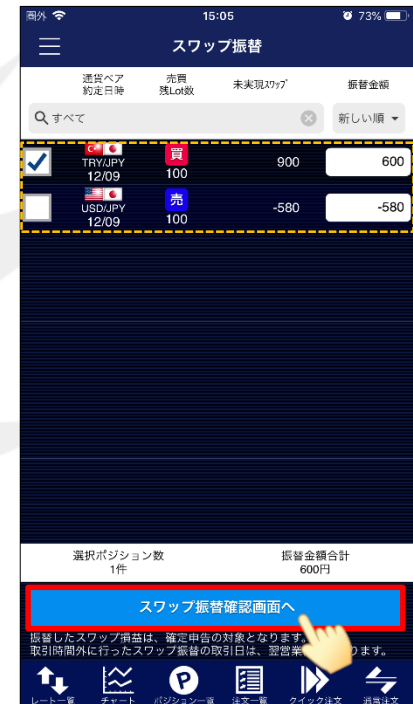 圏外 15:05 73%
スワップ振替
通貨ペア 売買 未実現ｽﾜｯﾌﾟ 振替金額
約定日時 残Lot数
すべて 新しい順
TRY/JPY 買 900 600
12/09 100
USD/JPY 売 -580 -580
12/09 100
選択ポジション数 振替金額合計
1件 600円
スワップ振替確認画面へ
振替したスワップ損益は、確定申告の対象となります。
取引時間外に行ったスワップ振替の取引日は、翌営業 ります。
P
レート一覧 チャート ポジション一覧 注文一覧 クイック注文 通常注文